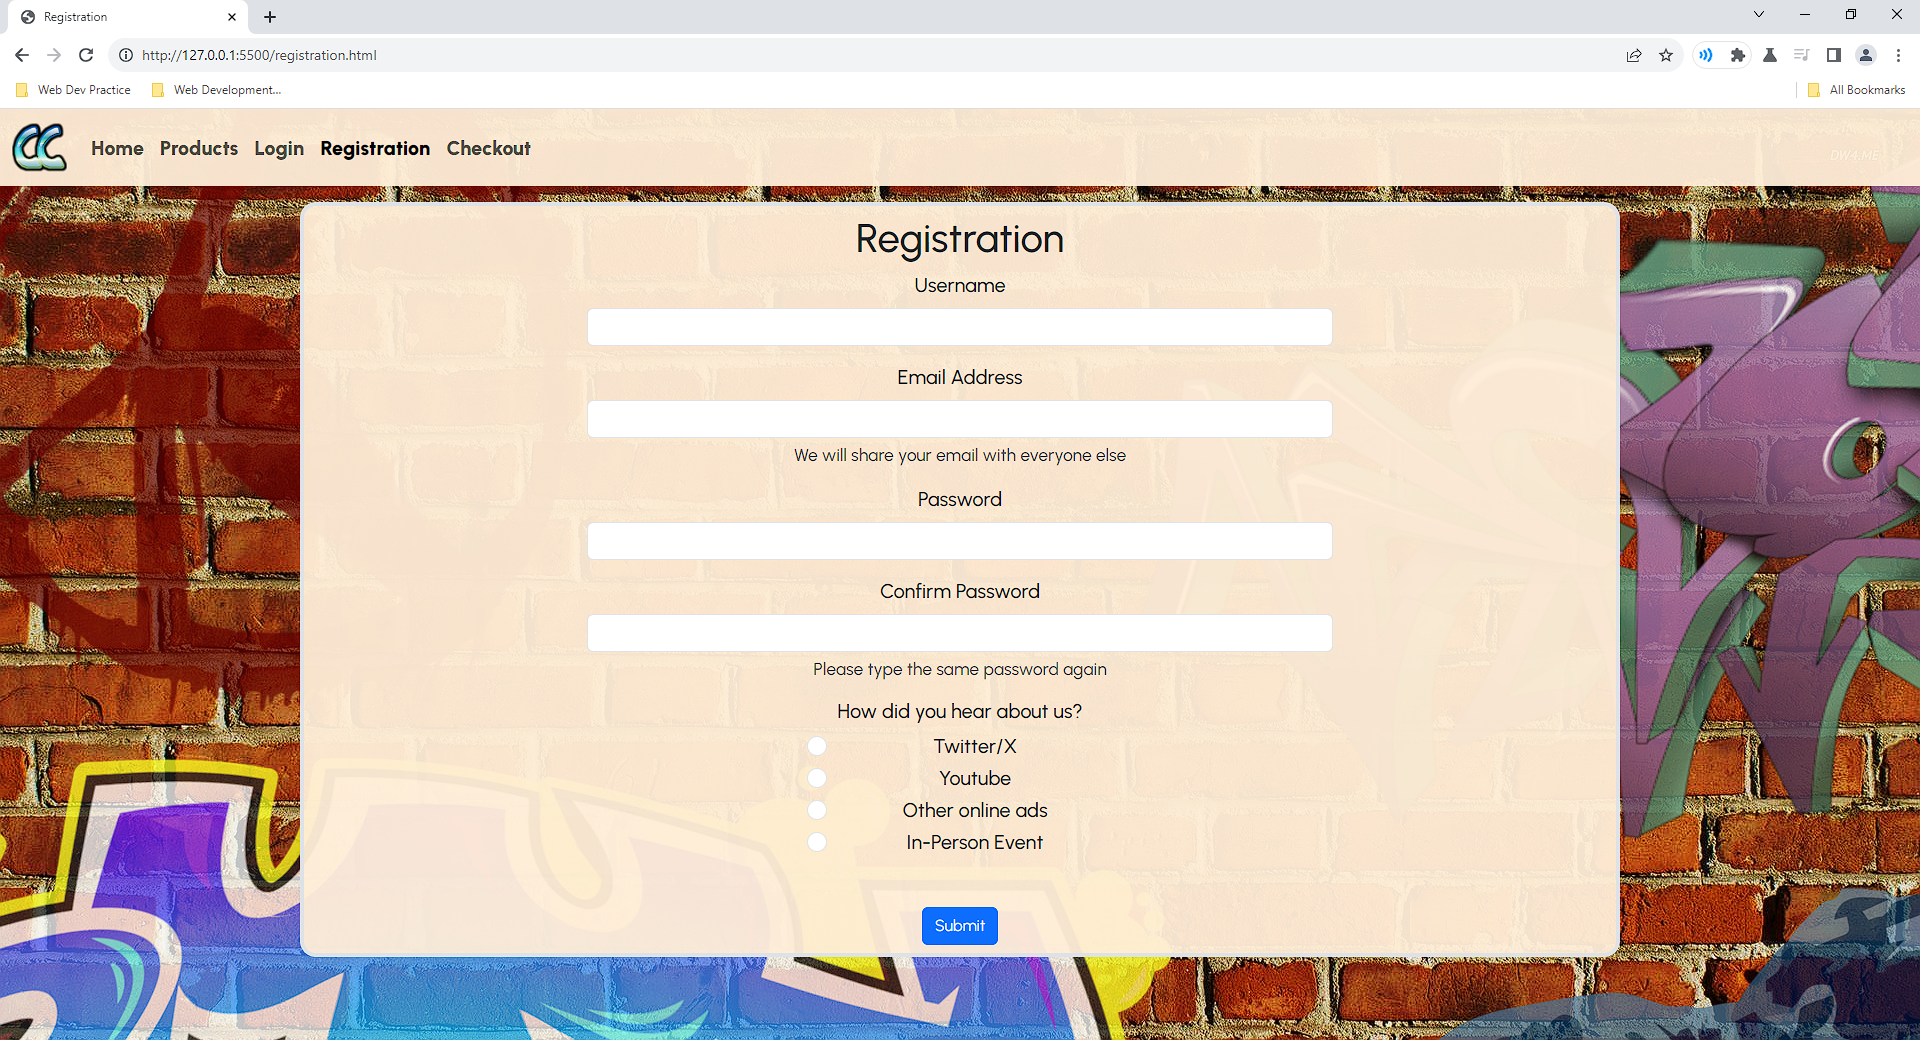 Registration
http://127.0.0.1:5500/registration.html
Web Dev Practice Web Development... All Bookmarks
CC Home Products Login Registration Checkout
DW4.ME
Registration
Username
Email Address
We will share your email with everyone else
Password
Confirm Password
Please type the same password again
How did you hear about us?
Twitter/X
Youtube
Other online ads
In-Person Event
Submit